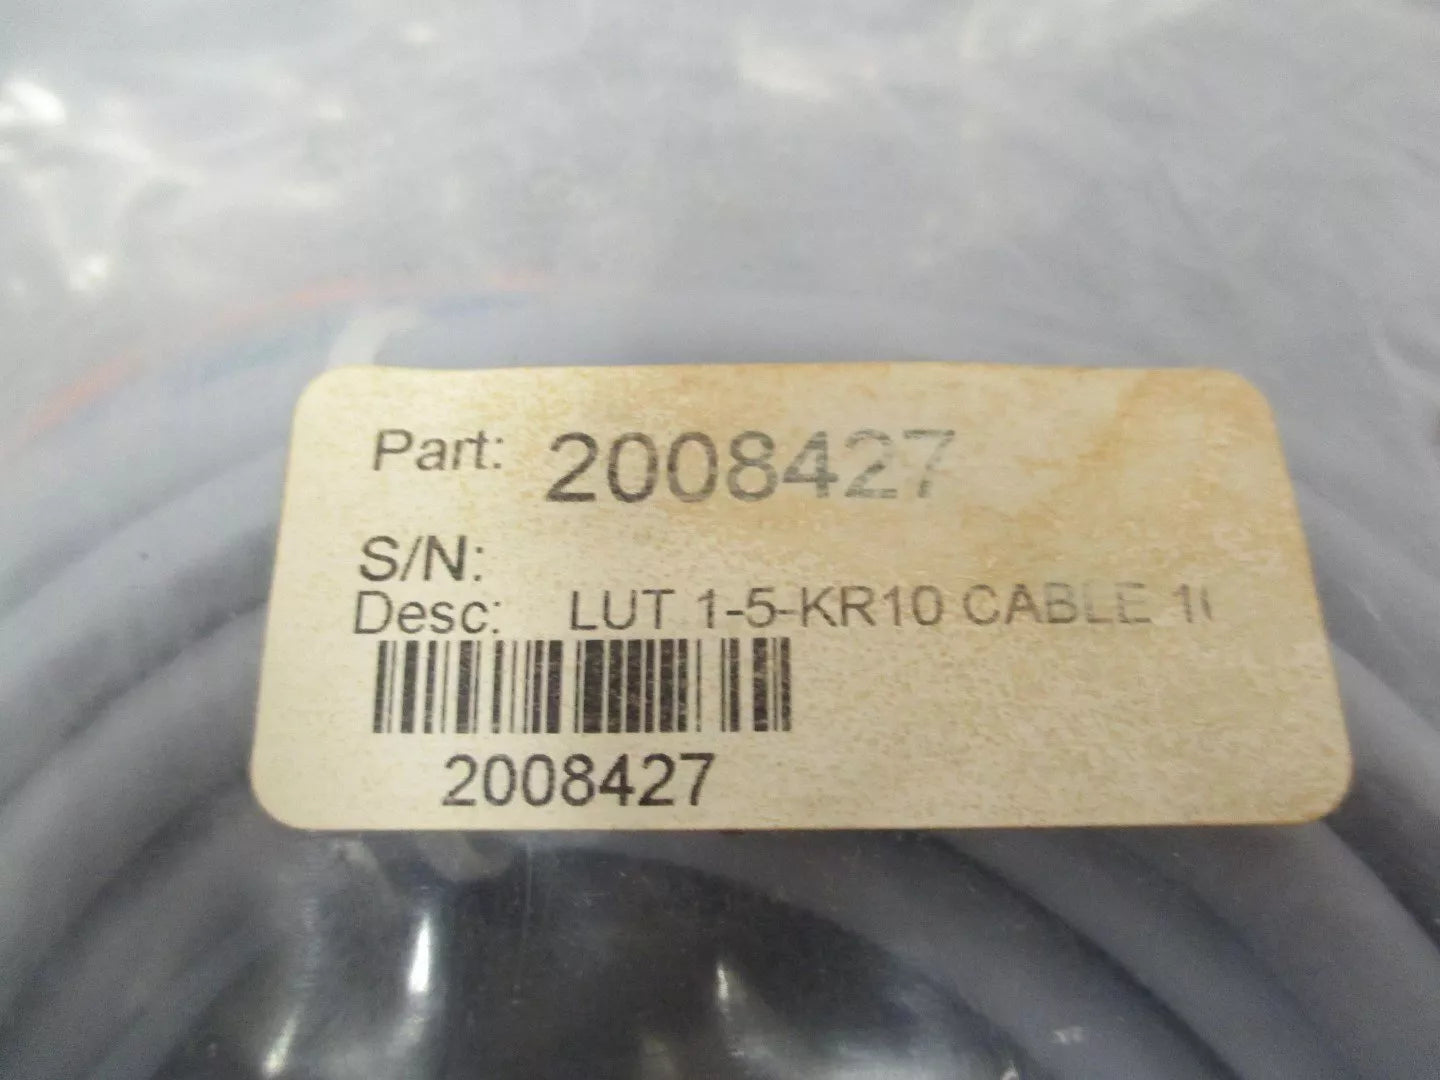 Part: 2008427
S/N:
Desc: LUT 1-5-KR10 CABLE
2008427